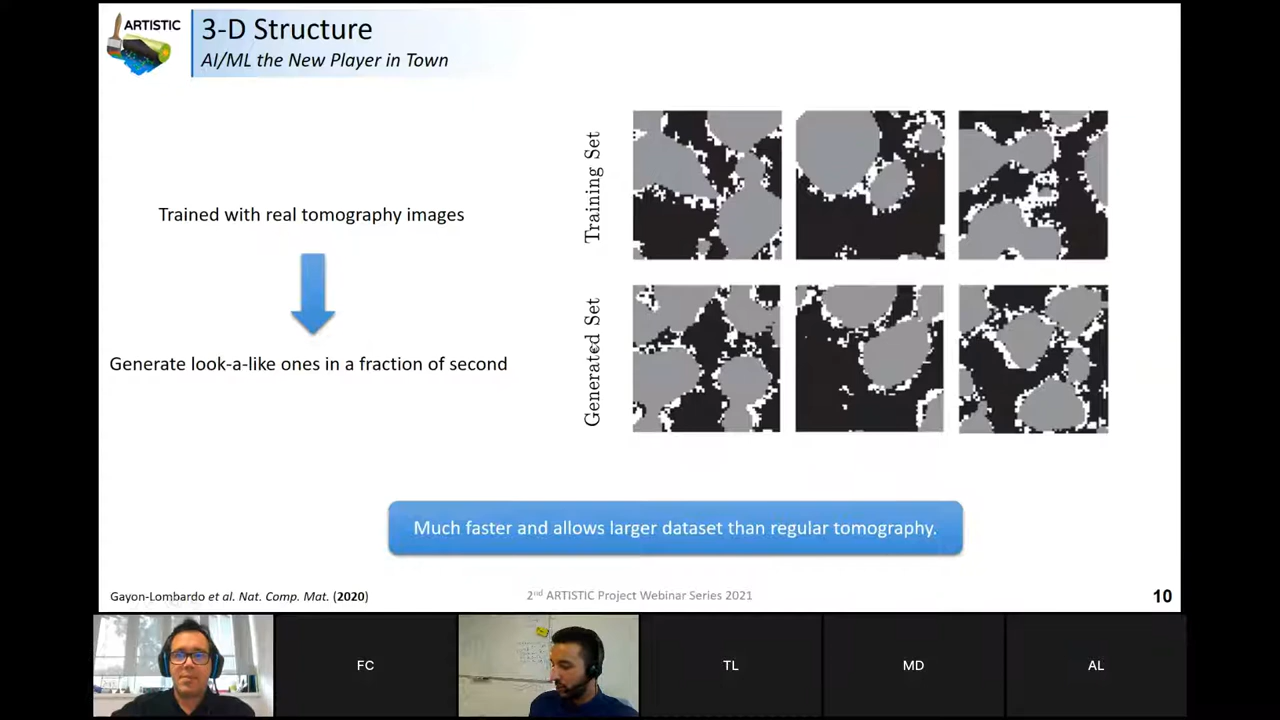 ARTISTIC
3-D Structure
AI/ML the New Player in Town
Trained with real tomography images
Generate look-a-like ones in a fraction of second
Training Set
Generated Set
Much faster and allows larger dataset than regular tomography.
Gayon-Lombardo et al. Nat. Comp. Mat. (2020)
2nd ARTISTIC Project Webinar Series 2021
10
FC
TL
MD
AL